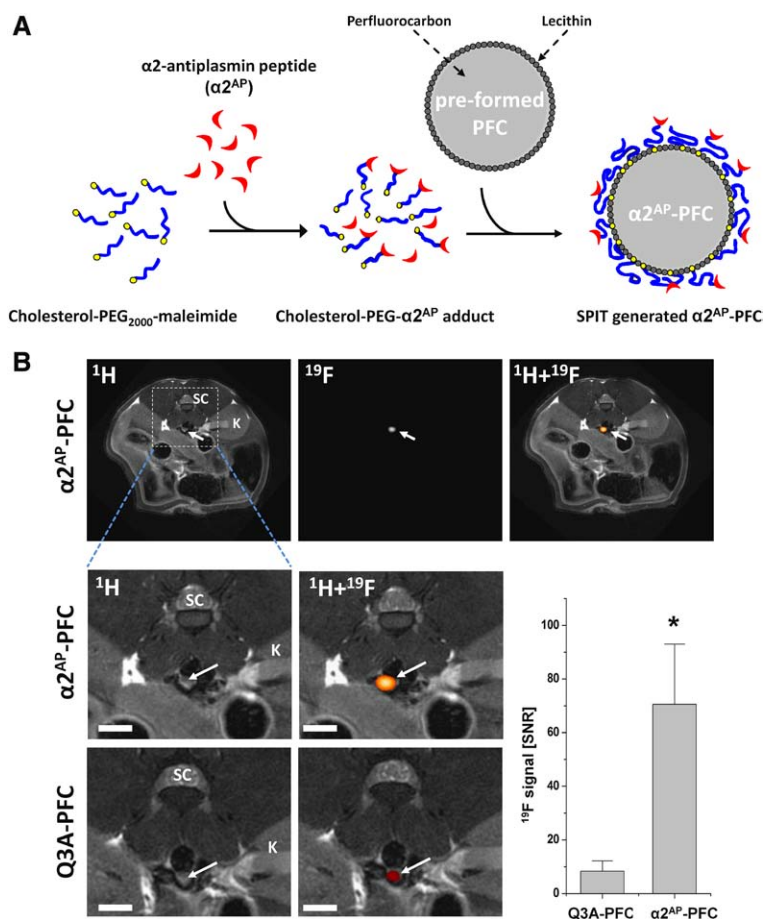 A
Perfluorocarbon
Lecithin
α2-antiplasmin peptide
(α2ᴬᴾ)
pre-formed
PFC
α2ᴬᴾ-PFC
Cholesterol-PEG₂₀₀₀-maleimide
Cholesterol-PEG-α2ᴬᴾ adduct
SPIT generated α2ᴬᴾ-PFC
B
α2ᴬᴾ-PFC
¹H
SC
K
¹⁹F
¹H+¹⁹F
α2ᴬᴾ-PFC
¹H
SC
K
¹H+¹⁹F
Q3A-PFC
SC
K
¹⁹F signal [SNR]
100
80
60
40
20
0
*
Q3A-PFC α2ᴬᴾ-PFC